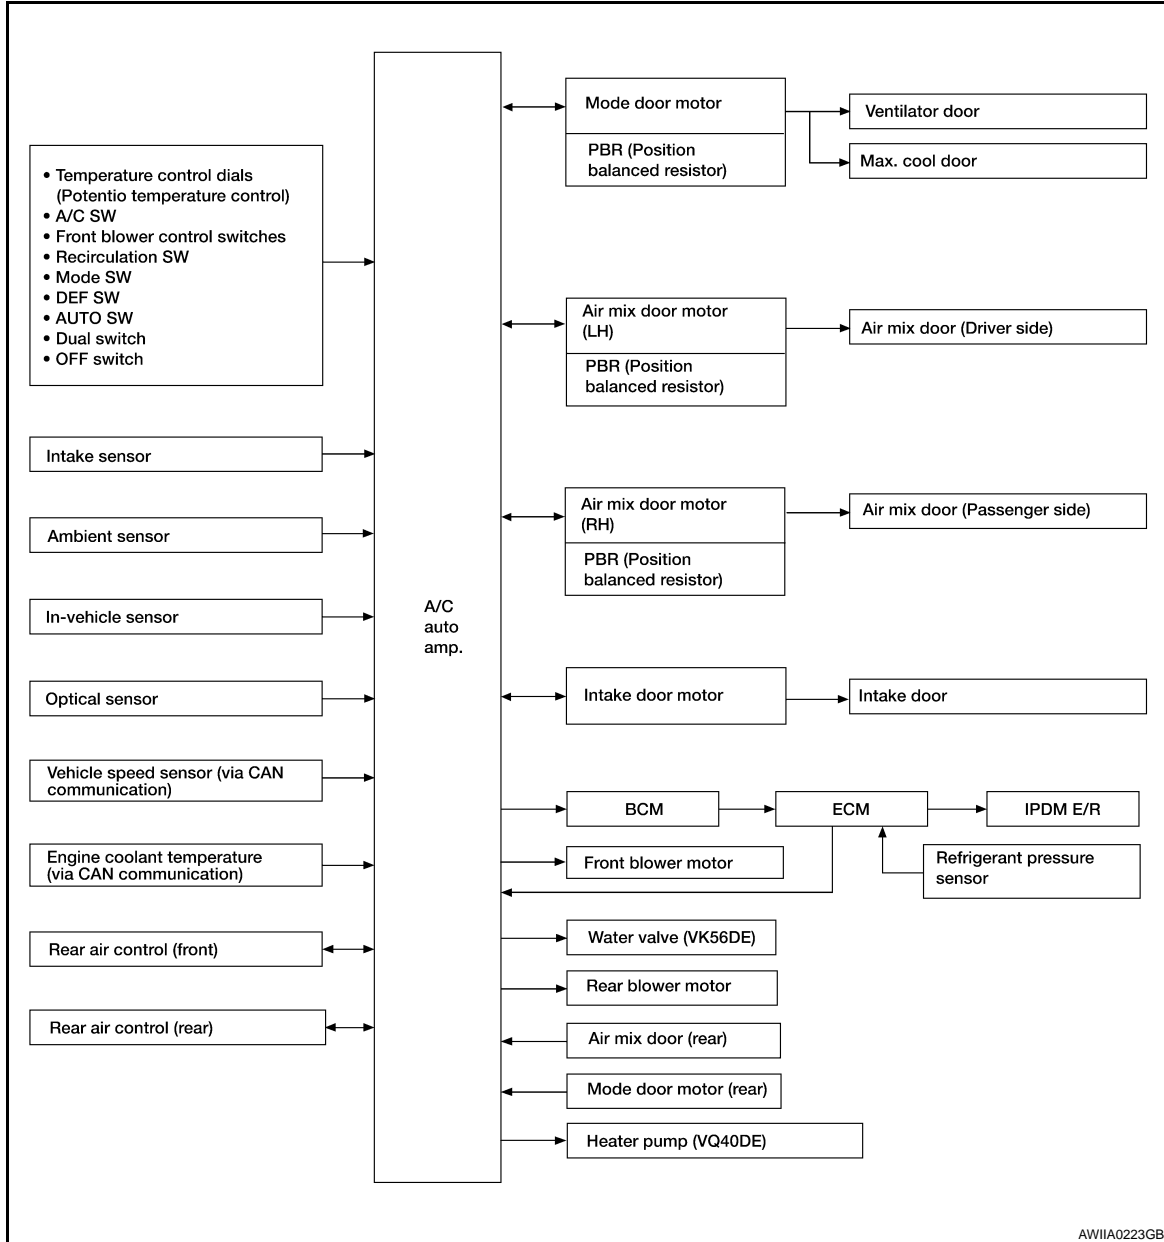 • Temperature control dials
(Potentio temperature control)
• A/C SW
• Front blower control switches
• Recirculation SW
• Mode SW
• DEF SW
• AUTO SW
• Dual switch
• OFF switch
Intake sensor
Ambient sensor
In-vehicle sensor
Optical sensor
Vehicle speed sensor (via CAN
communication)
Engine coolant temperature
(via CAN communication)
Rear air control (front)
Rear air control (rear)
A/C
auto
amp.
Mode door motor
PBR (Position
balanced resistor)
Ventilator door
Max. cool door
Air mix door motor
(LH)
PBR (Position
balanced resistor)
Air mix door (Driver side)
Air mix door motor
(RH)
PBR (Position
balanced resistor)
Air mix door (Passenger side)
Intake door motor
Intake door
BCM
ECM
IPDM E/R
Front blower motor
Refrigerant pressure
sensor
Water valve (VK56DE)
Rear blower motor
Air mix door (rear)
Mode door motor (rear)
Heater pump (VQ40DE)
AWIIA0223GB